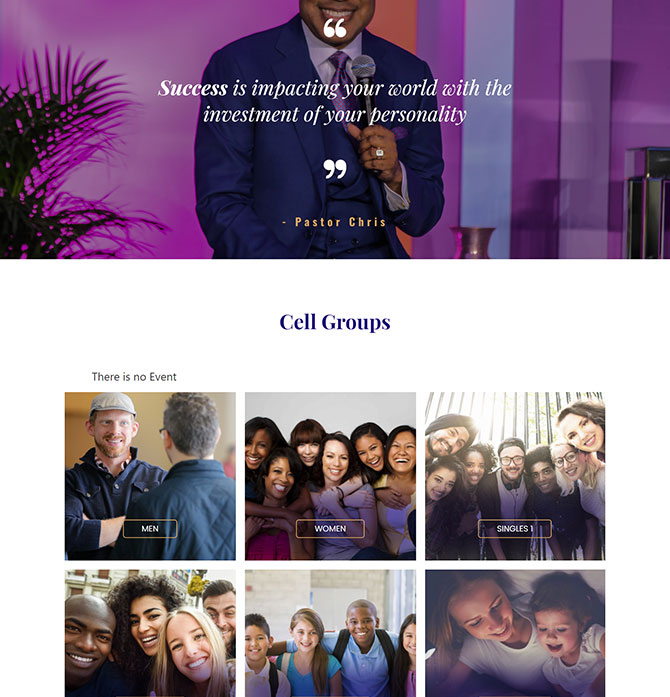 “
Success is impacting your world with the
investment of your personality
”
- Pastor Chris
Cell Groups
There is no Event
MEN
WOMEN
SINGLES 1